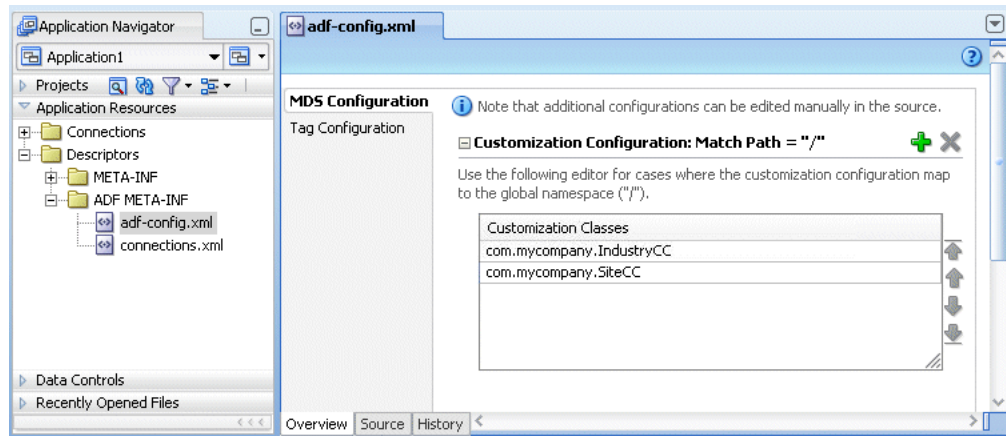 Application Navigator
Application1
Projects
Application Resources
Connections
Descriptors
META-INF
ADF META-INF
adf-config.xml
connections.xml
Data Controls
Recently Opened Files
adf-config.xml
MDS Configuration
Tag Configuration
Note that additional configurations can be edited manually in the source.
Customization Configuration: Match Path = "/"
Use the following editor for cases where the customization configuration map
to the global namespace ("/").
Customization Classes
com.mycompany.IndustryCC
com.mycompany.SiteCC
Overview Source History